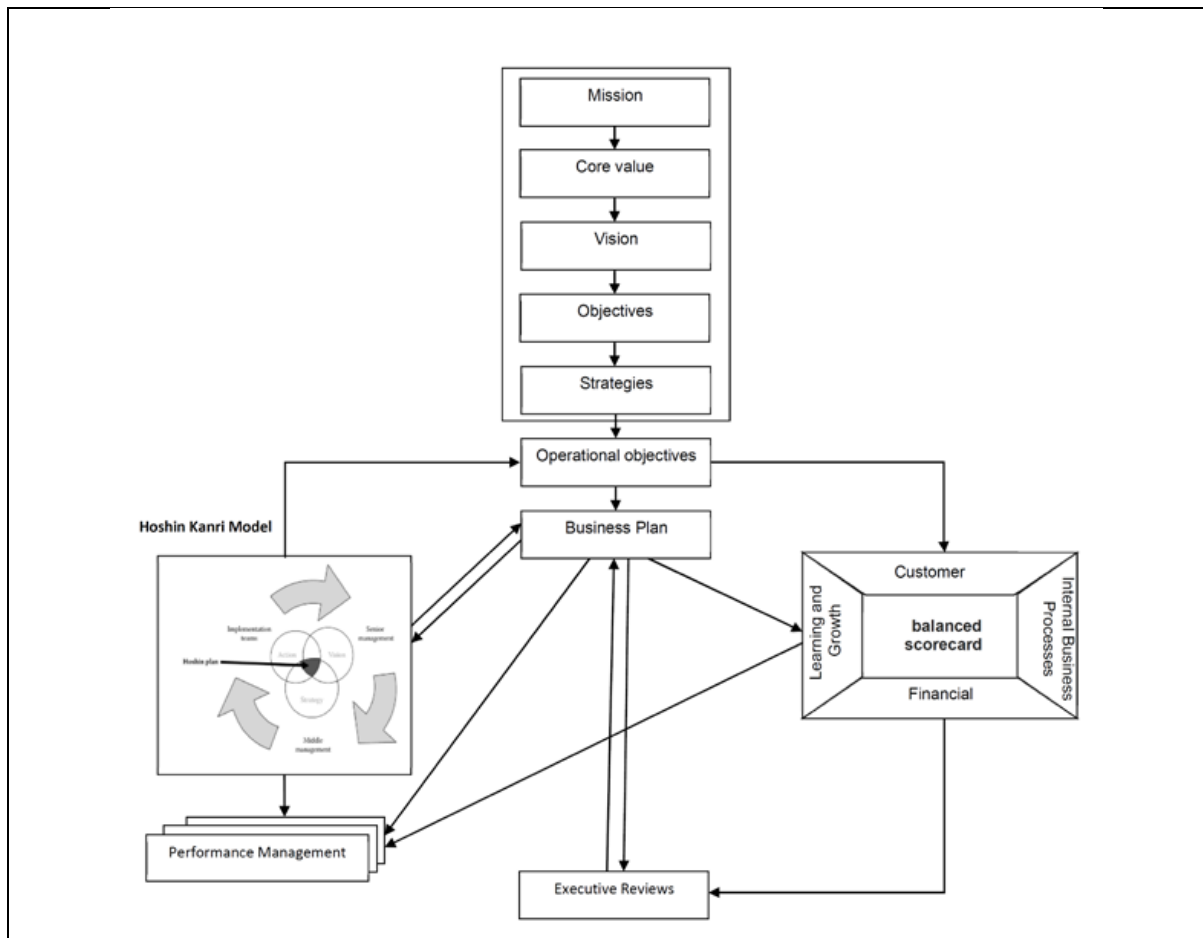 Mission
Core value
Vision
Objectives
Strategies
Operational objectives
Hoshin Kanri Model
Business Plan
Implementation
teams
Senior
management
Action
Vision
Hoshin plan
Strategy
Middle
management
Customer
Learning and
Growth
balanced
scorecard
Internal Business
Processes
Financial
Performance Management
Executive Reviews